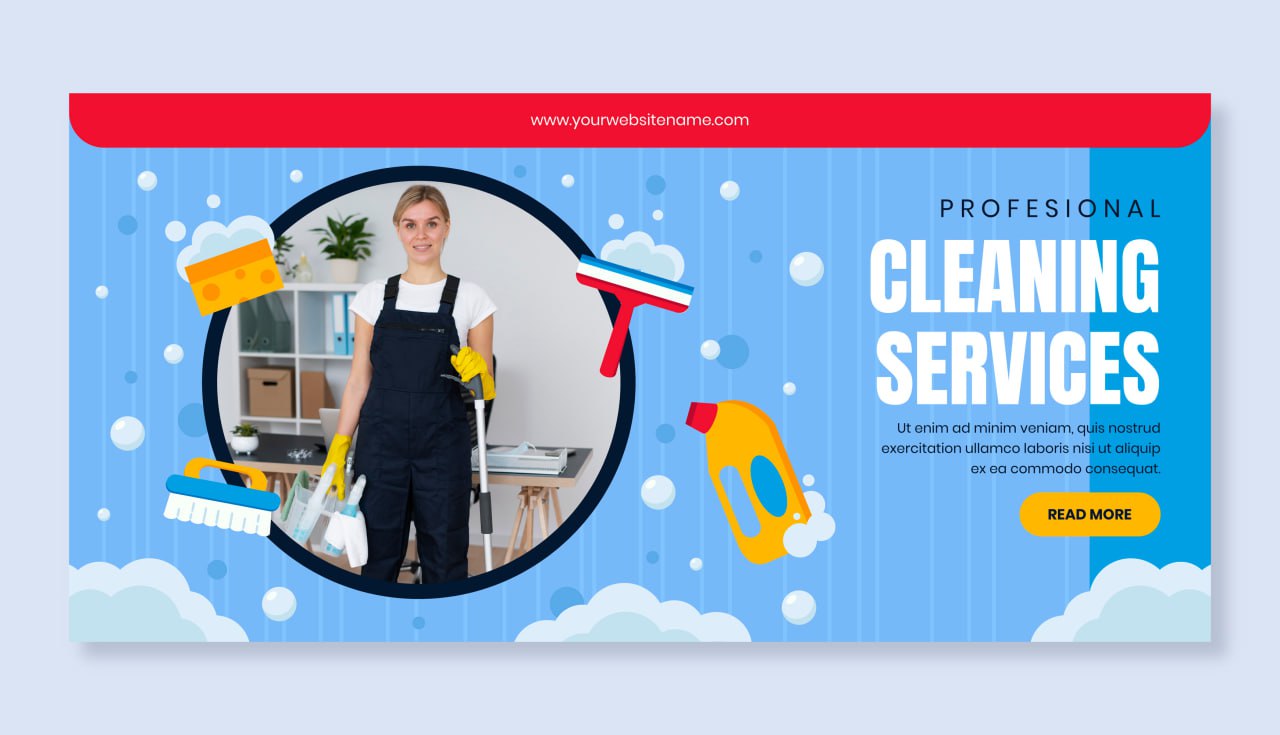 www.yourwebsitename.com
PROFESIONAL
CLEANING
SERVICES
Ut enim ad minim veniam, quis nostrud
exercitation ullamco laboris nisi ut aliquip
ex ea commodo consequat.
READ MORE